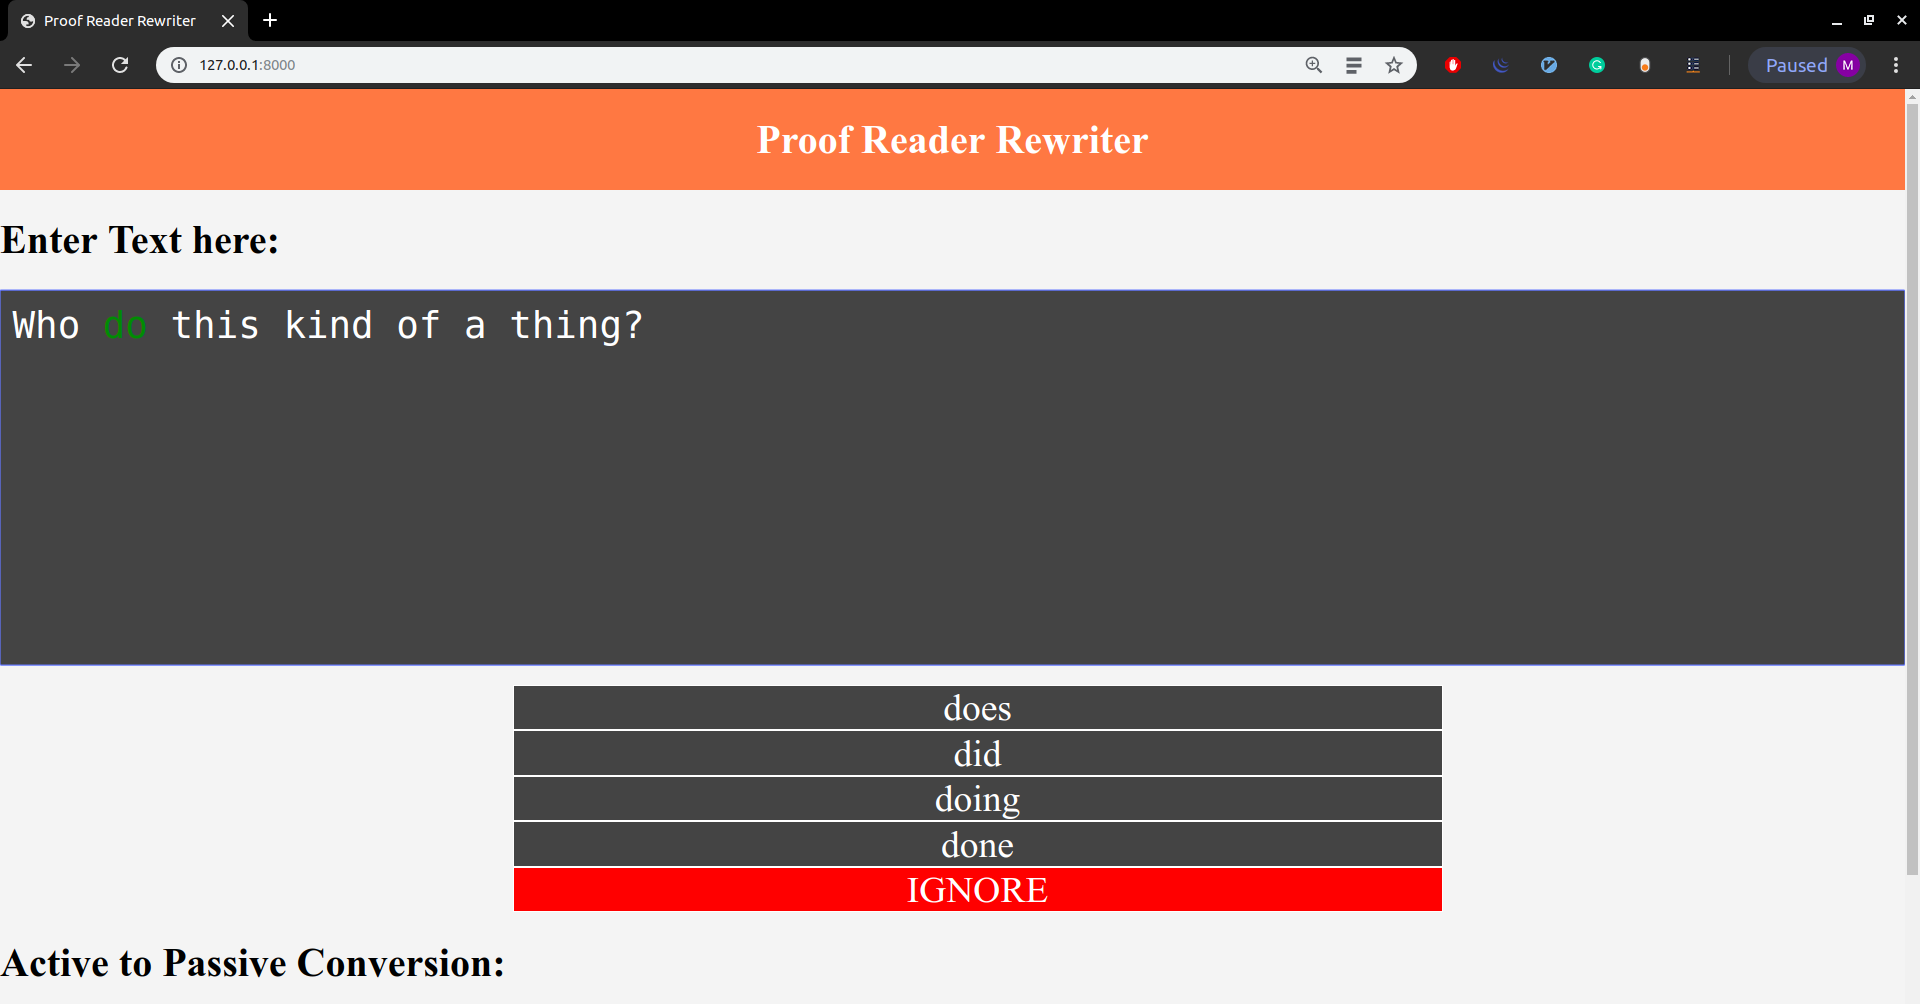 Proof Reader Rewriter
127.0.0.1:8000
Paused M
Proof Reader Rewriter
Enter Text here:
Who do this kind of a thing?
does
did
doing
done
IGNORE
Active to Passive Conversion: